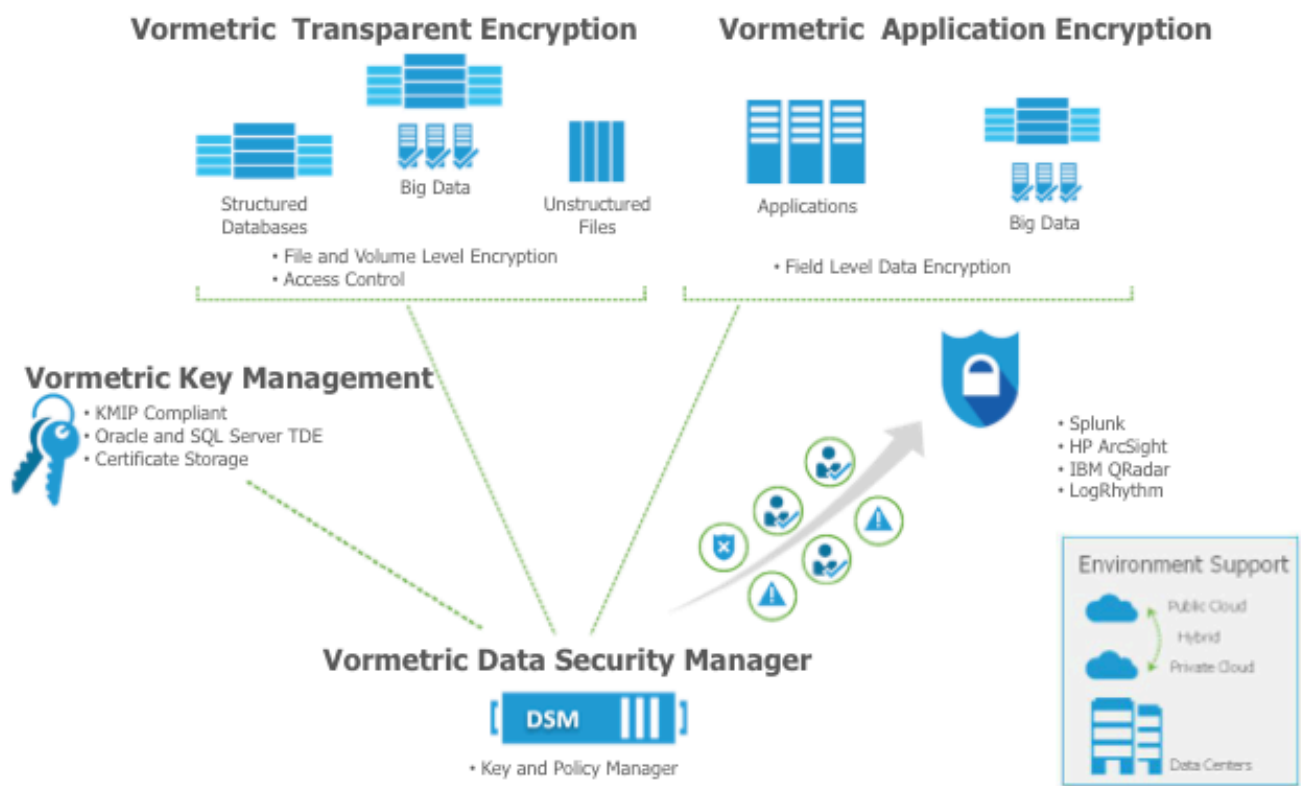 Vormetric Transparent Encryption
Structured
Databases
Big Data
Unstructured
Files
• File and Volume Level Encryption
• Access Control
Vormetric Application Encryption
Applications
Big Data
• Field Level Data Encryption
Vormetric Key Management
• KMIP Compliant
• Oracle and SQL Server TDE
• Certificate Storage
• Splunk
• HP ArcSight
• IBM QRadar
• LogRhythm
Vormetric Data Security Manager
DSM
• Key and Policy Manager
Environment Support
Public Cloud
Hybrid
Private Cloud
Data Centers